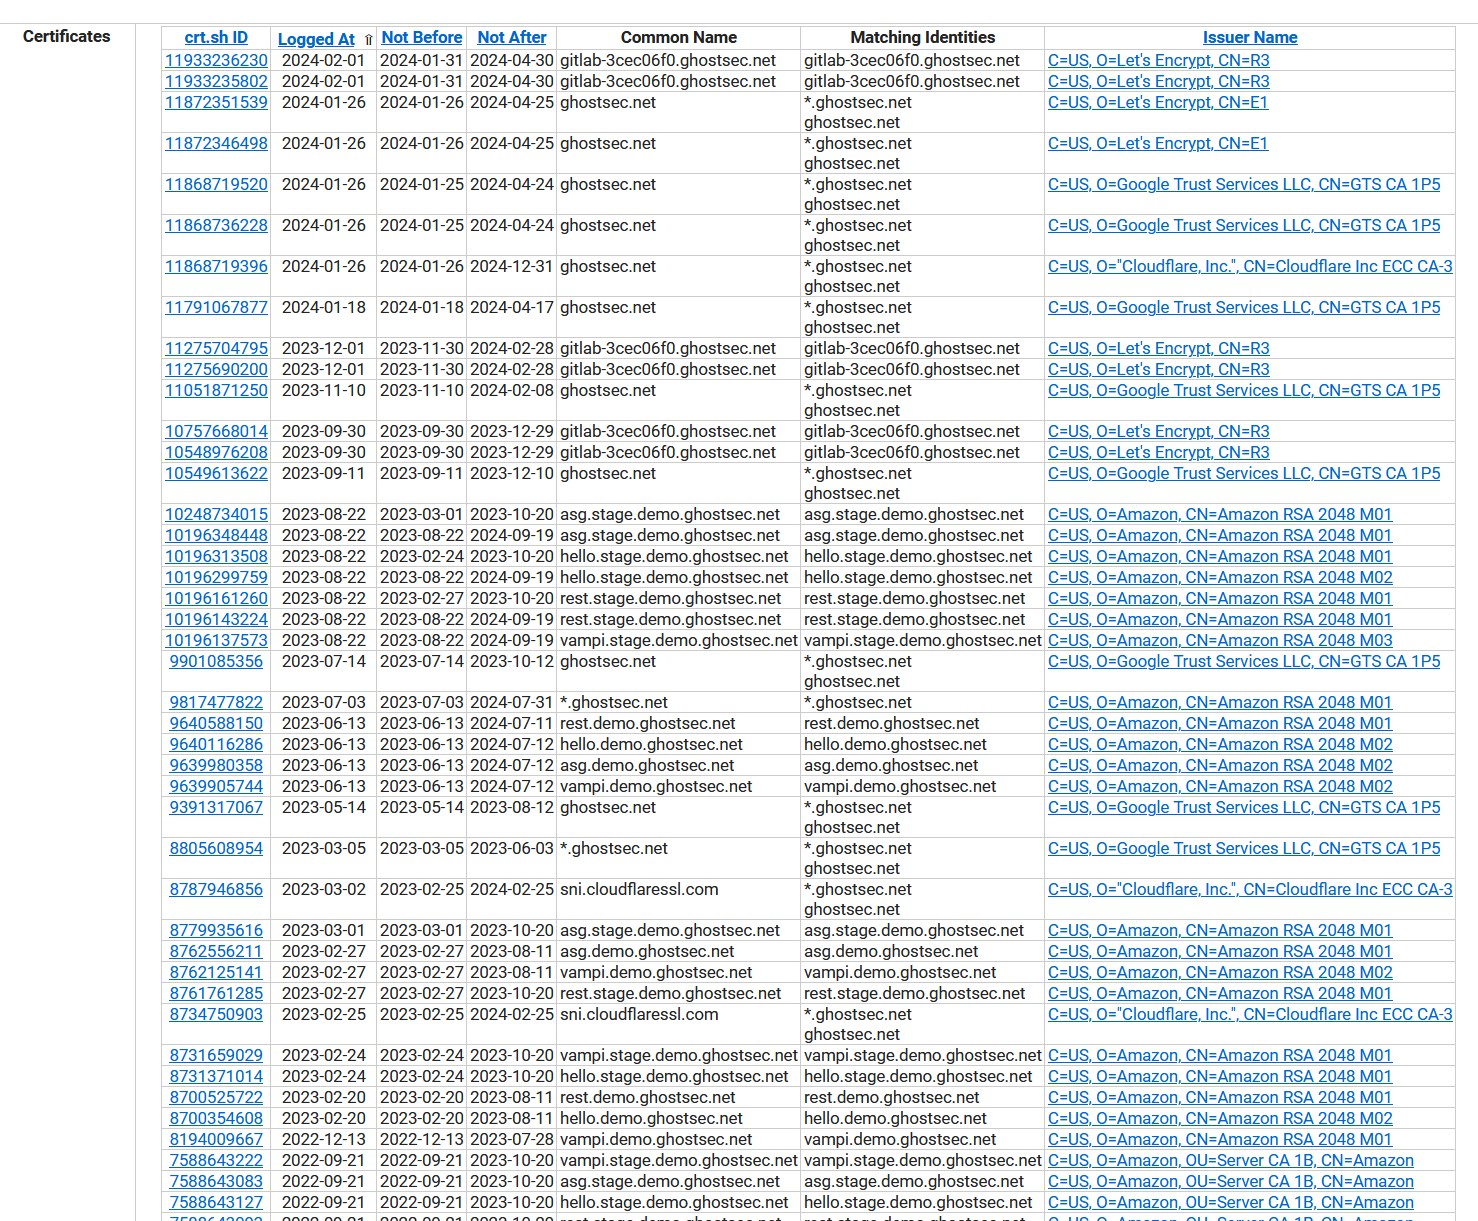 Certificates
crt.sh ID Logged At ⇧ Not Before Not After Common Name Matching Identities Issuer Name
11933236230 2024-02-01 2024-01-31 2024-04-30 gitlab-3cec06f0.ghostsec.net gitlab-3cec06f0.ghostsec.net C=US, O=Let's Encrypt, CN=R3
11933235802 2024-02-01 2024-01-31 2024-04-30 gitlab-3cec06f0.ghostsec.net gitlab-3cec06f0.ghostsec.net C=US, O=Let's Encrypt, CN=R3
11872351539 2024-01-26 2024-01-26 2024-04-25 ghostsec.net *.ghostsec.net C=US, O=Let's Encrypt, CN=E1
ghostsec.net
11872346498 2024-01-26 2024-01-26 2024-04-25 ghostsec.net *.ghostsec.net C=US, O=Let's Encrypt, CN=E1
ghostsec.net
11868719520 2024-01-26 2024-01-25 2024-04-24 ghostsec.net *.ghostsec.net C=US, O=Google Trust Services LLC, CN=GTS CA 1P5
ghostsec.net
11868736228 2024-01-26 2024-01-25 2024-04-24 ghostsec.net *.ghostsec.net C=US, O=Google Trust Services LLC, CN=GTS CA 1P5
ghostsec.net
11868719396 2024-01-26 2024-01-26 2024-12-31 ghostsec.net *.ghostsec.net C=US, O="Cloudflare, Inc.", CN=Cloudflare Inc ECC CA-3
ghostsec.net
11791067877 2024-01-18 2024-01-18 2024-04-17 ghostsec.net *.ghostsec.net C=US, O=Google Trust Services LLC, CN=GTS CA 1P5
ghostsec.net
11275704795 2023-12-01 2023-11-30 2024-02-28 gitlab-3cec06f0.ghostsec.net gitlab-3cec06f0.ghostsec.net C=US, O=Let's Encrypt, CN=R3
11275690200 2023-12-01 2023-11-30 2024-02-28 gitlab-3cec06f0.ghostsec.net gitlab-3cec06f0.ghostsec.net C=US, O=Let's Encrypt, CN=R3
11051871250 2023-11-10 2023-11-10 2024-02-08 ghostsec.net *.ghostsec.net C=US, O=Google Trust Services LLC, CN=GTS CA 1P5
ghostsec.net
10757668014 2023-09-30 2023-09-30 2023-12-29 gitlab-3cec06f0.ghostsec.net gitlab-3cec06f0.ghostsec.net C=US, O=Let's Encrypt, CN=R3
10548976208 2023-09-30 2023-09-30 2023-12-29 gitlab-3cec06f0.ghostsec.net gitlab-3cec06f0.ghostsec.net C=US, O=Let's Encrypt, CN=R3
10549613622 2023-09-11 2023-09-11 2023-12-10 ghostsec.net *.ghostsec.net C=US, O=Google Trust Services LLC, CN=GTS CA 1P5
ghostsec.net
10248734015 2023-08-22 2023-03-01 2023-10-20 asg.stage.demo.ghostsec.net asg.stage.demo.ghostsec.net C=US, O=Amazon, CN=Amazon RSA 2048 M01
10196348448 2023-08-22 2023-08-22 2024-09-19 asg.stage.demo.ghostsec.net asg.stage.demo.ghostsec.net C=US, O=Amazon, CN=Amazon RSA 2048 M01
10196313508 2023-08-22 2023-02-24 2023-10-20 hello.stage.demo.ghostsec.net hello.stage.demo.ghostsec.net C=US, O=Amazon, CN=Amazon RSA 2048 M01
10196299759 2023-08-22 2023-08-22 2024-09-19 hello.stage.demo.ghostsec.net hello.stage.demo.ghostsec.net C=US, O=Amazon, CN=Amazon RSA 2048 M02
10196161260 2023-08-22 2023-02-27 2023-10-20 rest.stage.demo.ghostsec.net rest.stage.demo.ghostsec.net C=US, O=Amazon, CN=Amazon RSA 2048 M01
10196143224 2023-08-22 2023-08-22 2024-09-19 rest.stage.demo.ghostsec.net rest.stage.demo.ghostsec.net C=US, O=Amazon, CN=Amazon RSA 2048 M01
10196137573 2023-08-22 2023-08-22 2024-09-19 vampi.stage.demo.ghostsec.net vampi.stage.demo.ghostsec.net C=US, O=Amazon, CN=Amazon RSA 2048 M03
9901085356 2023-07-14 2023-07-14 2023-10-12 ghostsec.net *.ghostsec.net C=US, O=Google Trust Services LLC, CN=GTS CA 1P5
ghostsec.net
9817477822 2023-07-03 2023-07-03 2024-07-31 *.ghostsec.net *.ghostsec.net C=US, O=Amazon, CN=Amazon RSA 2048 M01
9640588150 2023-06-13 2023-06-13 2024-07-11 rest.demo.ghostsec.net rest.demo.ghostsec.net C=US, O=Amazon, CN=Amazon RSA 2048 M01
9640116286 2023-06-13 2023-06-13 2024-07-12 hello.demo.ghostsec.net hello.demo.ghostsec.net C=US, O=Amazon, CN=Amazon RSA 2048 M02
9639980358 2023-06-13 2023-06-13 2024-07-12 asg.demo.ghostsec.net asg.demo.ghostsec.net C=US, O=Amazon, CN=Amazon RSA 2048 M02
9639905744 2023-06-13 2023-06-13 2024-07-12 vampi.demo.ghostsec.net vampi.demo.ghostsec.net C=US, O=Amazon, CN=Amazon RSA 2048 M02
9391317067 2023-05-14 2023-05-14 2023-08-12 ghostsec.net *.ghostsec.net C=US, O=Google Trust Services LLC, CN=GTS CA 1P5
ghostsec.net
8805608954 2023-03-05 2023-03-05 2023-06-03 *.ghostsec.net *.ghostsec.net C=US, O=Google Trust Services LLC, CN=GTS CA 1P5
ghostsec.net
8787946856 2023-03-02 2023-02-25 2024-02-25 sni.cloudflaressl.com *.ghostsec.net C=US, O="Cloudflare, Inc.", CN=Cloudflare Inc ECC CA-3
ghostsec.net
8779935616 2023-03-01 2023-03-01 2023-10-20 asg.stage.demo.ghostsec.net asg.stage.demo.ghostsec.net C=US, O=Amazon, CN=Amazon RSA 2048 M01
8762556211 2023-02-27 2023-02-27 2023-08-11 asg.demo.ghostsec.net asg.demo.ghostsec.net C=US, O=Amazon, CN=Amazon RSA 2048 M01
8762125141 2023-02-27 2023-02-27 2023-08-11 vampi.demo.ghostsec.net vampi.demo.ghostsec.net C=US, O=Amazon, CN=Amazon RSA 2048 M02
8761761285 2023-02-27 2023-02-27 2023-10-20 rest.stage.demo.ghostsec.net rest.stage.demo.ghostsec.net C=US, O=Amazon, CN=Amazon RSA 2048 M01
8734750903 2023-02-25 2023-02-25 2024-02-25 sni.cloudflaressl.com *.ghostsec.net C=US, O="Cloudflare, Inc.", CN=Cloudflare Inc ECC CA-3
ghostsec.net
8731659029 2023-02-24 2023-02-24 2023-10-20 vampi.stage.demo.ghostsec.net vampi.stage.demo.ghostsec.net C=US, O=Amazon, CN=Amazon RSA 2048 M01
8731371014 2023-02-24 2023-02-24 2023-10-20 hello.stage.demo.ghostsec.net hello.stage.demo.ghostsec.net C=US, O=Amazon, CN=Amazon RSA 2048 M01
8700525722 2023-02-20 2023-02-20 2023-08-11 rest.demo.ghostsec.net rest.demo.ghostsec.net C=US, O=Amazon, CN=Amazon RSA 2048 M01
8700354608 2023-02-20 2023-02-20 2023-08-11 hello.demo.ghostsec.net hello.demo.ghostsec.net C=US, O=Amazon, CN=Amazon RSA 2048 M02
8194009667 2022-12-13 2022-12-13 2023-07-28 vampi.demo.ghostsec.net vampi.demo.ghostsec.net C=US, O=Amazon, CN=Amazon RSA 2048 M01
7588643222 2022-09-21 2022-09-21 2023-10-20 vampi.stage.demo.ghostsec.net vampi.stage.demo.ghostsec.net C=US, O=Amazon, OU=Server CA 1B, CN=Amazon
7588643083 2022-09-21 2022-09-21 2023-10-20 asg.stage.demo.ghostsec.net asg.stage.demo.ghostsec.net C=US, O=Amazon, OU=Server CA 1B, CN=Amazon
7588643127 2022-09-21 2022-09-21 2023-10-20 hello.stage.demo.ghostsec.net hello.stage.demo.ghostsec.net C=US, O=Amazon, OU=Server CA 1B, CN=Amazon